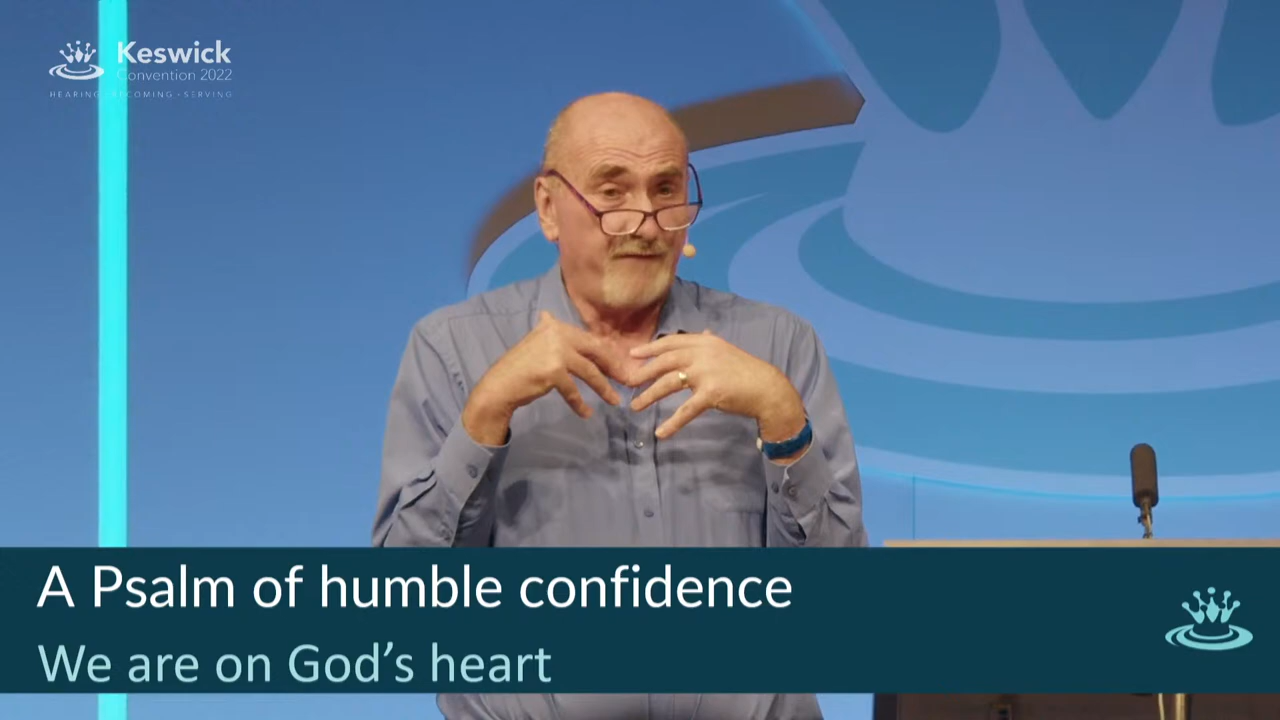 Keswick
Convention 2022
HEARING · BECOMING · SERVING
A Psalm of humble confidence
We are on God's heart